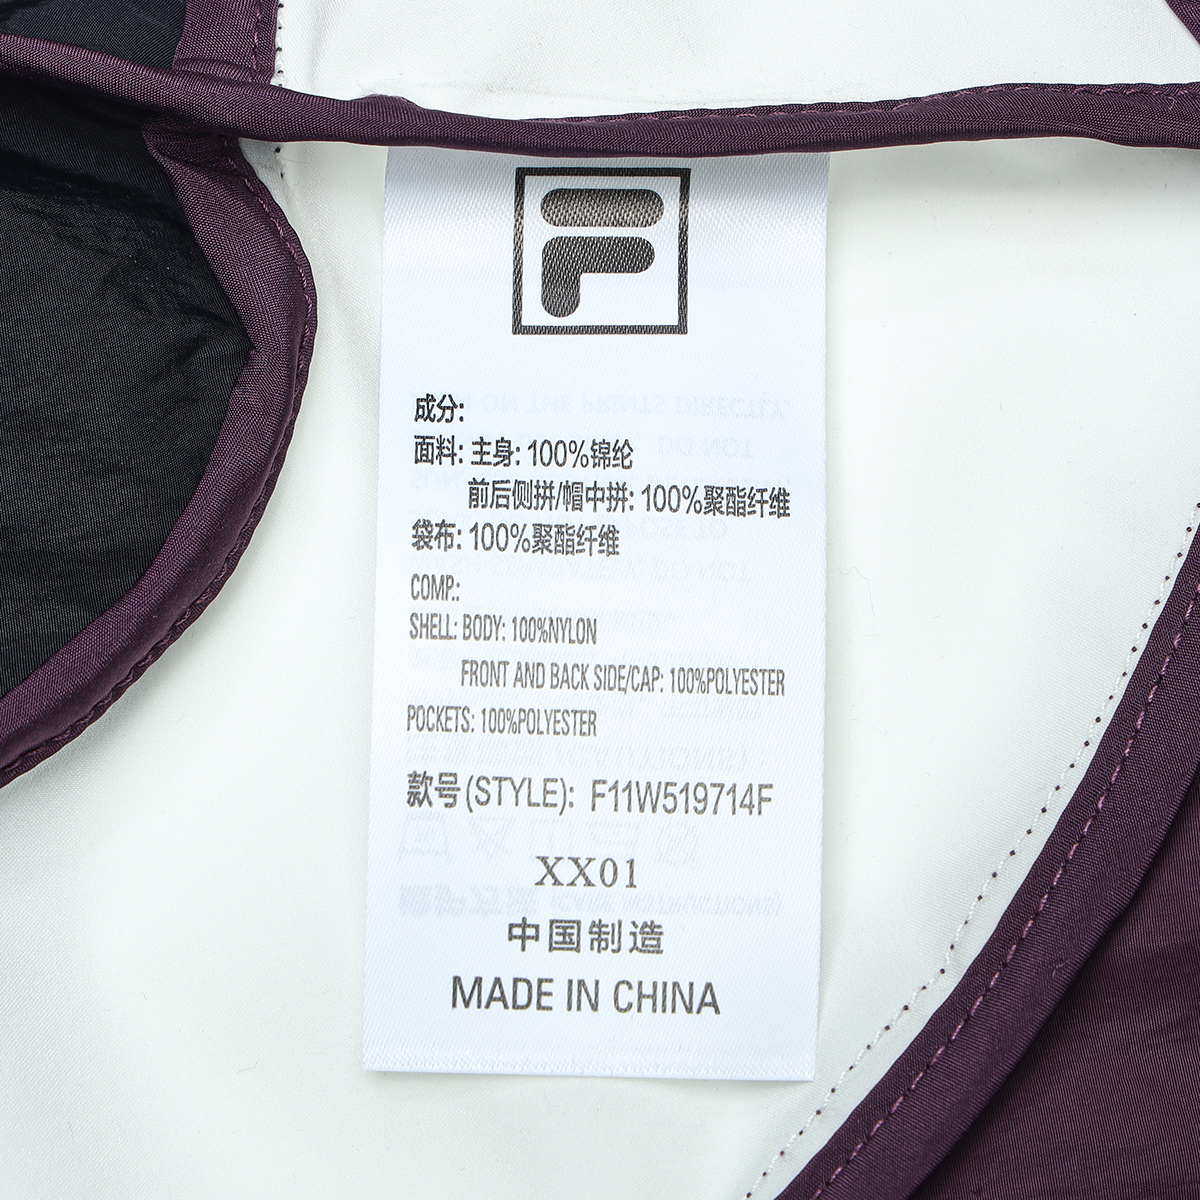 F
成分:
面料: 主身: 100%锦纶
前后侧拼/帽中拼: 100%聚酯纤维
袋布: 100%聚酯纤维
COMP.:
SHELL: BODY: 100%NYLON
FRONT AND BACK SIDE/CAP: 100%POLYESTER
POCKETS: 100%POLYESTER
款号(STYLE): F11W519714F
XX01
中国制造
MADE IN CHINA